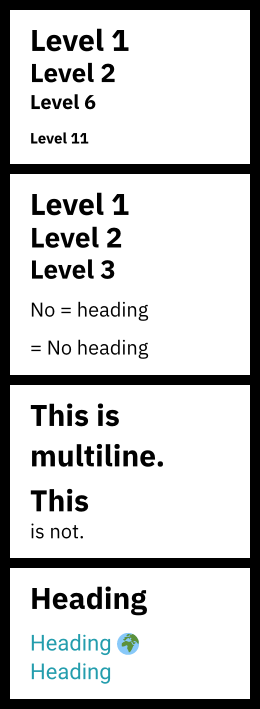 Level 1
Level 2
Level 6
Level 11
Level 1
Level 2
Level 3
No = heading
= No heading
This is
multiline.
This
is not.
Heading
Heading 🌍
Heading